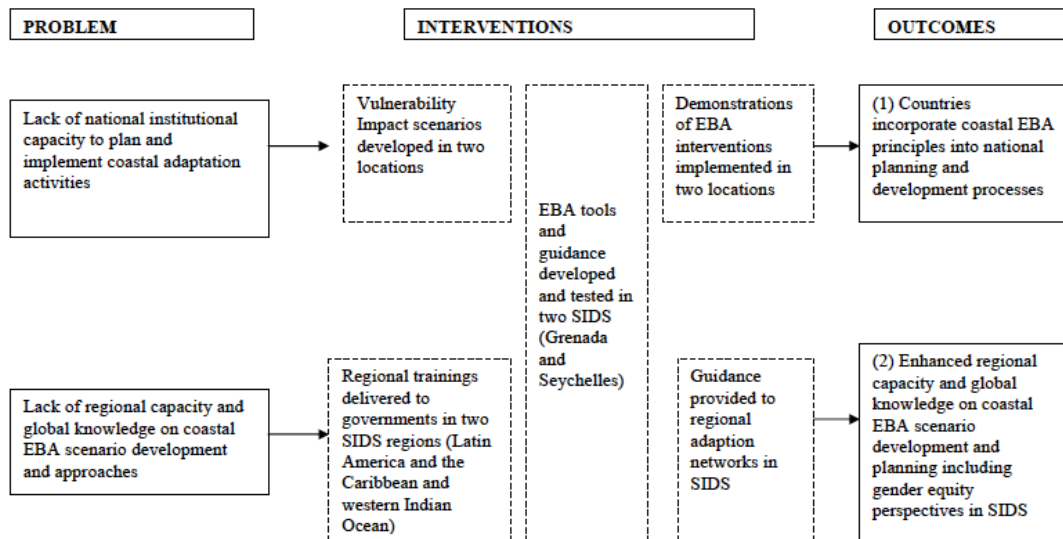 PROBLEM
INTERVENTIONS
OUTCOMES
Lack of national institutional
capacity to plan and
implement coastal adaptation
activities
Vulnerability
Impact scenarios
developed in two
locations
EBA tools
and
guidance
developed
and tested in
two SIDS
(Grenada
and
Seychelles)
Demonstrations
of EBA
interventions
implemented in
two locations
(1) Countries
incorporate coastal EBA
principles into national
planning and
development processes
Lack of regional capacity and
global knowledge on coastal
EBA scenario development
and approaches
Regional trainings
delivered to
governments in two
SIDS regions (Latin
America and the
Caribbean and
western Indian
Ocean)
Guidance
provided to
regional
adaption
networks in
SIDS
(2) Enhanced regional
capacity and global
knowledge on coastal
EBA scenario
development and
planning including
gender equity
perspectives in SIDS